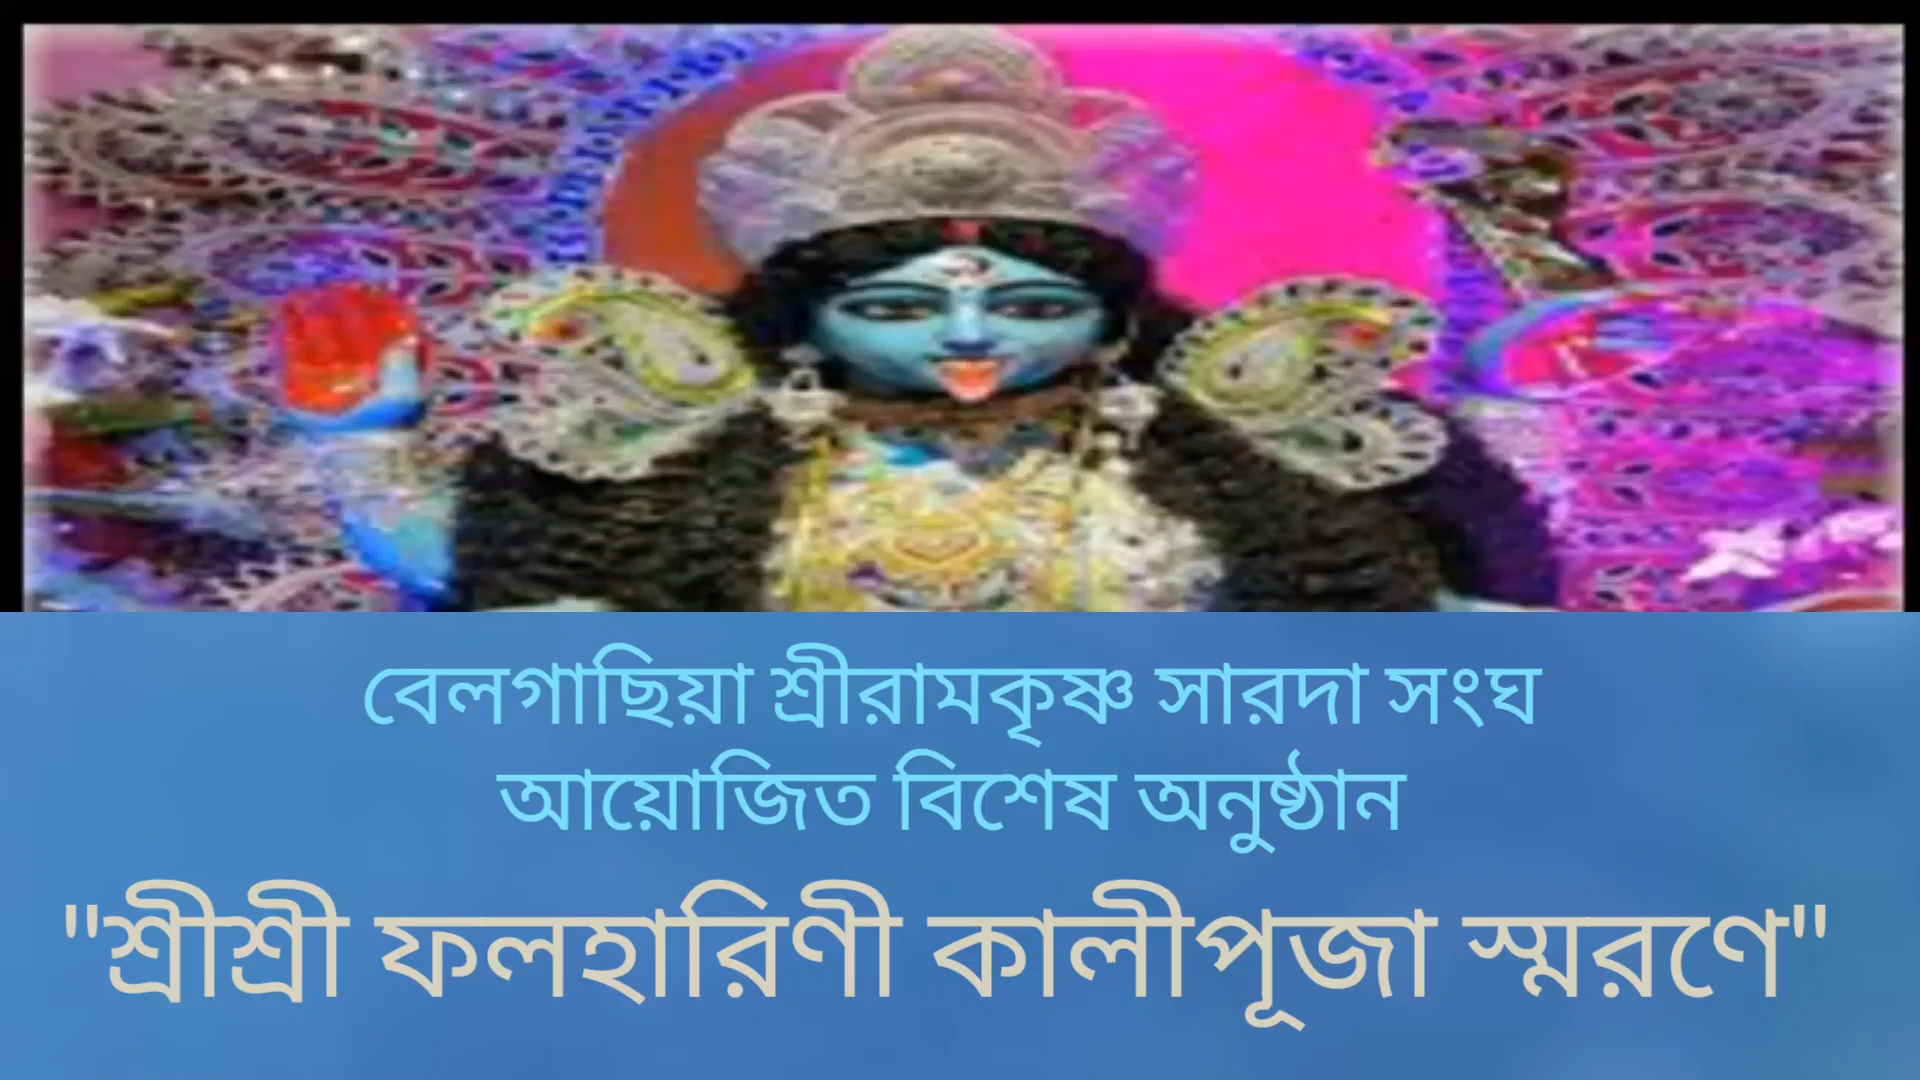 বেলগাছিয়া শ্রীরামকৃষ্ণ সারদা সংঘ
আয়োজিত বিশেষ অনুষ্ঠান
"শ্রীশ্রী ফলহারিণী কালীপূজা স্মরণে"